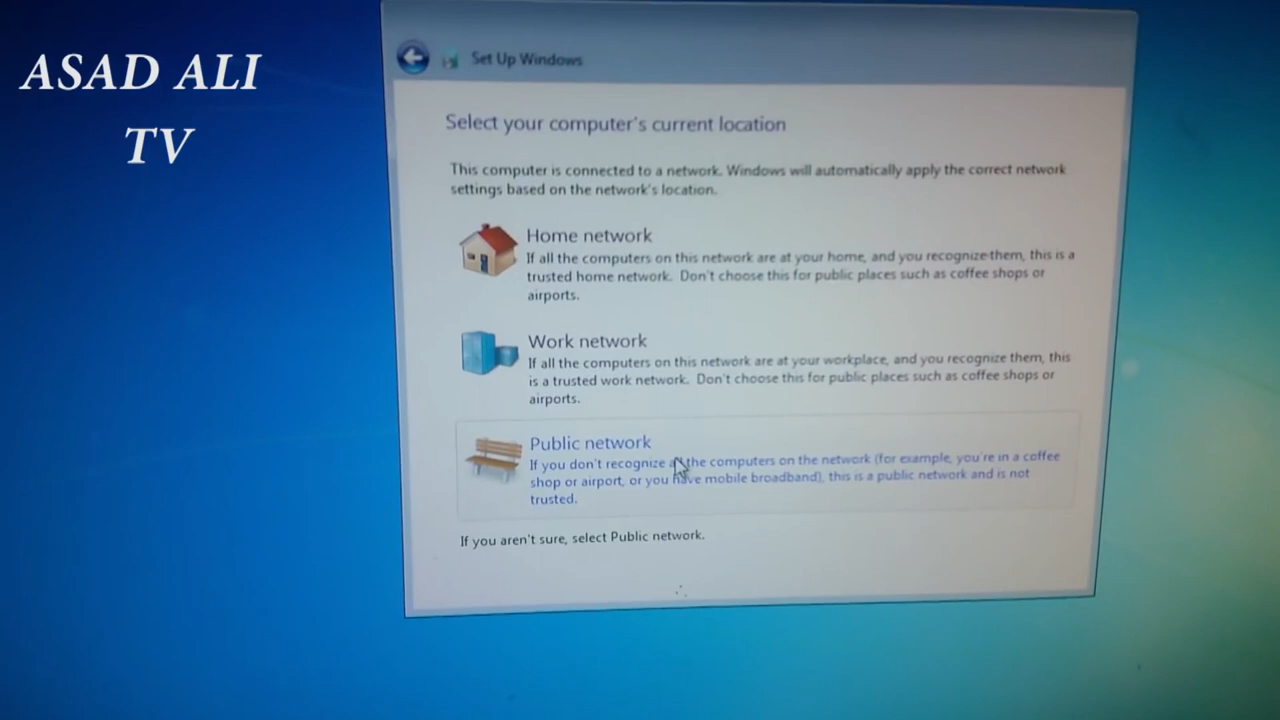 ASAD ALI
TV
Set Up Windows
Select your computer's current location
This computer is connected to a network. Windows will automatically apply the correct network
settings based on the network's location.
Home network
If all the computers on this network are at your home, and you recognize them, this is a
trusted home network. Don't choose this for public places such as coffee shops or
airports.
Work network
If all the computers on this network are at your workplace, and you recognize them, this
is a trusted work network. Don't choose this for public places such as coffee shops or
airports.
Public network
If you don't recognize all the computers on the network (for example, you're in a coffee
shop or airport, or you have mobile broadband), this is a public network and is not
trusted.
If you aren't sure, select Public network.